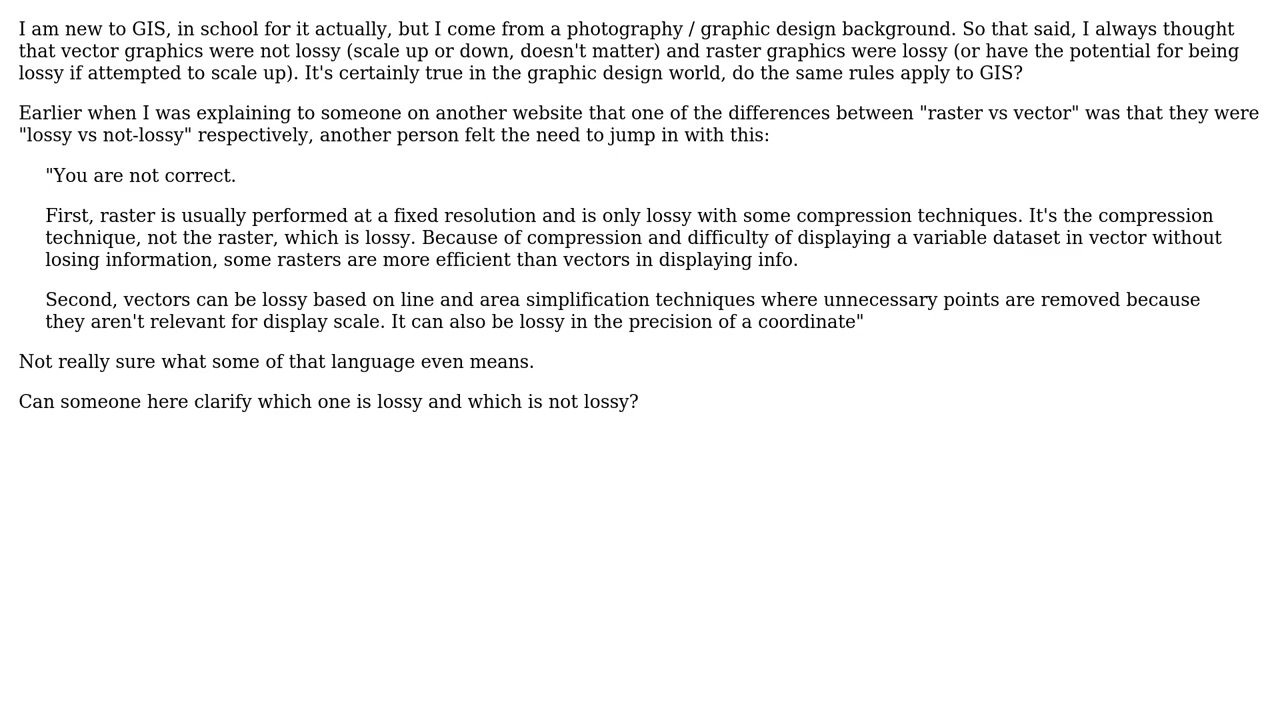 I am new to GIS, in school for it actually, but I come from a photography / graphic design background. So that said, I always thought
that vector graphics were not lossy (scale up or down, doesn't matter) and raster graphics were lossy (or have the potential for being
lossy if attempted to scale up). It's certainly true in the graphic design world, do the same rules apply to GIS?
Earlier when I was explaining to someone on another website that one of the differences between "raster vs vector" was that they were
"lossy vs not-lossy" respectively, another person felt the need to jump in with this:
"You are not correct.
First, raster is usually performed at a fixed resolution and is only lossy with some compression techniques. It's the compression
technique, not the raster, which is lossy. Because of compression and difficulty of displaying a variable dataset in vector without
losing information, some rasters are more efficient than vectors in displaying info.
Second, vectors can be lossy based on line and area simplification techniques where unnecessary points are removed because
they aren't relevant for display scale. It can also be lossy in the precision of a coordinate"
Not really sure what some of that language even means.
Can someone here clarify which one is lossy and which is not lossy?